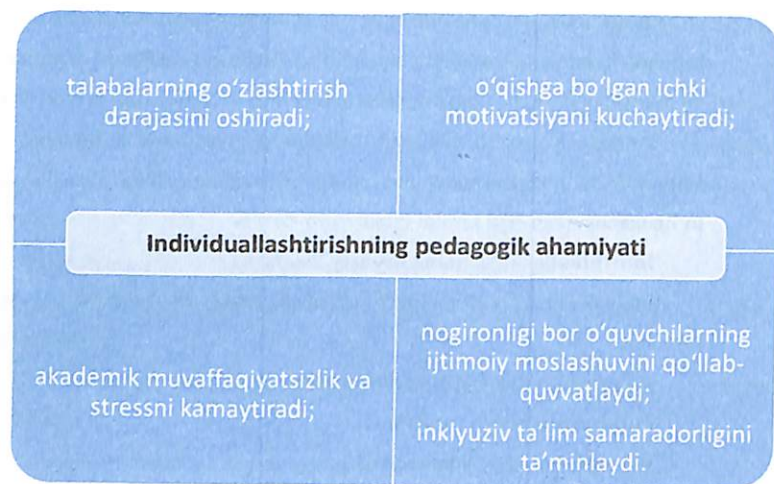 talabalarning o‘zlashtirish
darajasini oshiradi;
o‘qishga bo‘lgan ichki
motivatsiyani kuchaytiradi;
Individuallashtirishning pedagogik ahamiyati
akademik muvaffaqiyatsizlik va
stressni kamaytiradi;
nogironligi bor o‘quvchilarning
ijtimoiy moslashuvini qo‘llab-
quvvatlaydi;
inklyuziv ta’lim samaradorligini
ta’minlaydi.